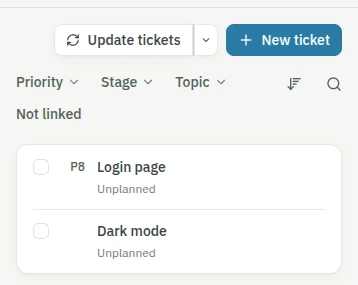 Update tickets
New ticket
Priority Stage Topic
Not linked
P8 Login page
Unplanned
Dark mode
Unplanned